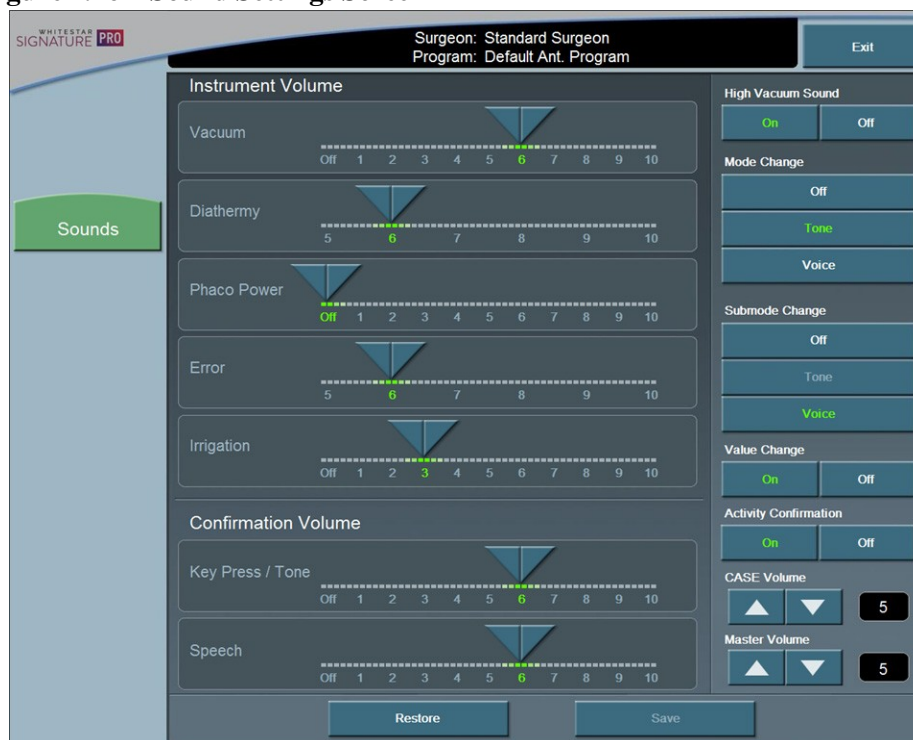 WHITESTAR
SIGNATURE PRO
Surgeon: Standard Surgeon
Program: Default Ant. Program
Exit
Sounds
Instrument Volume
Vacuum
Off 1 2 3 4 5 6 7 8 9 10
Diathermy
5 6 7 8 9 10
Phaco Power
Off 1 2 3 4 5 6 7 8 9 10
Error
5 6 7 8 9 10
Irrigation
Off 1 2 3 4 5 6 7 8 9 10
Confirmation Volume
Key Press / Tone
Off 1 2 3 4 5 6 7 8 9 10
Speech
Off 1 2 3 4 5 6 7 8 9 10
High Vacuum Sound
On Off
Mode Change
Off
Tone
Voice
Submode Change
Off
Tone
Voice
Value Change
On Off
Activity Confirmation
On Off
CASE Volume
5
Master Volume
5
Restore Save